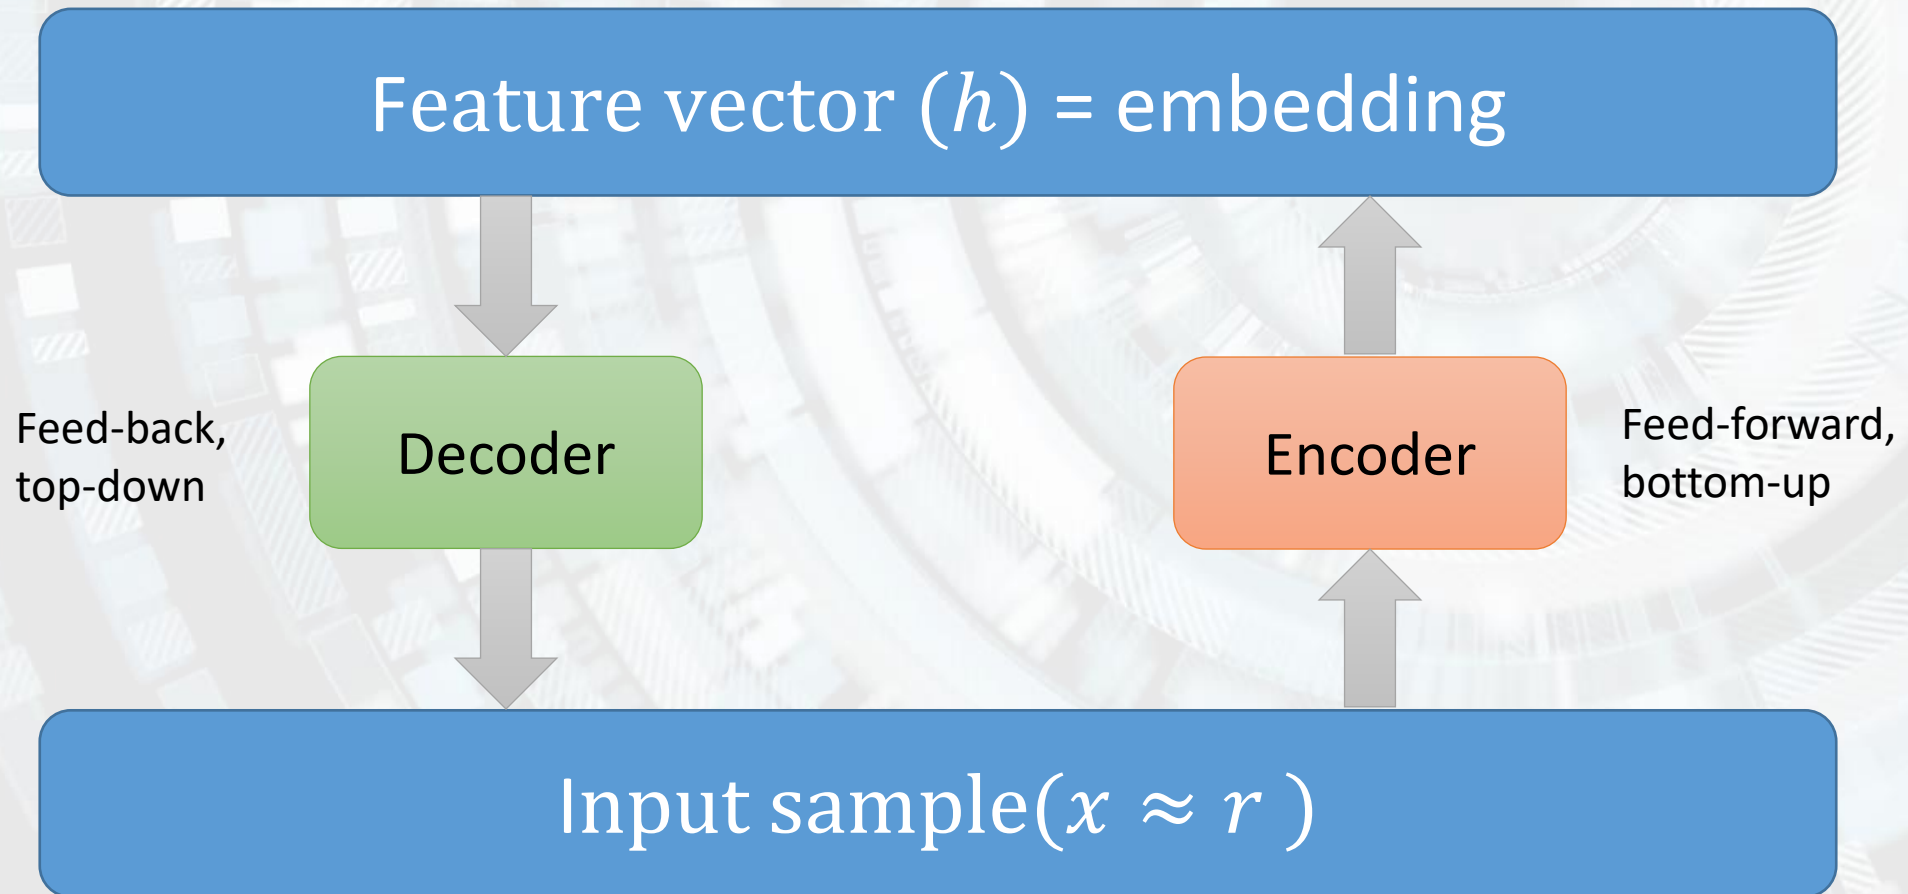 Feature vector (h) = embedding
Feed-back,
top-down
Decoder
Encoder
Feed-forward,
bottom-up
Input sample(x ≈ r )